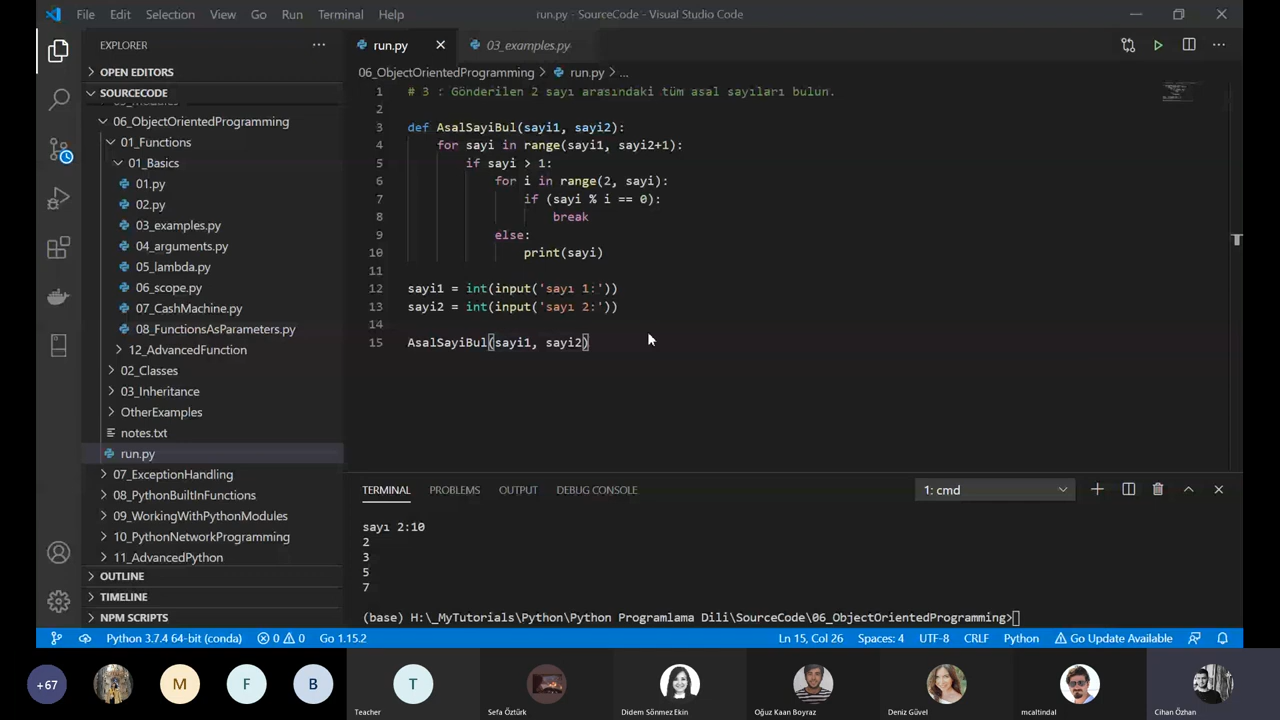 File Edit Selection View Go Run Terminal Help run.py - SourceCode - Visual Studio Code
EXPLORER
OPEN EDITORS
SOURCECODE
06_ObjectOrientedProgramming
01_Functions
01_Basics
01.py
02.py
03_examples.py
04_arguments.py
05_lambda.py
06_scope.py
07_CashMachine.py
08_FunctionsAsParameters.py
12_AdvancedFunction
02_Classes
03_Inheritance
OtherExamples
notes.txt
run.py
07_ExceptionHandling
08_PythonBuiltInFunctions
09_WorkingWithPythonModules
10_PythonNetworkProgramming
11_AdvancedPython
OUTLINE
TIMELINE
NPM SCRIPTS
run.py 03_examples.py
06_ObjectOrientedProgramming > run.py > ...
1 # 3 : Gönderilen 2 sayı arasındaki tüm asal sayıları bulun.
2
3 def AsalSayiBul(sayi1, sayi2):
4 for sayi in range(sayi1, sayi2+1):
5 if sayi > 1:
6 for i in range(2, sayi):
7 if (sayi % i == 0):
8 break
9 else:
10 print(sayi)
11
12 sayi1 = int(input('sayı 1:'))
13 sayi2 = int(input('sayı 2:'))
14
15 AsalSayiBul(sayi1, sayi2)
TERMINAL PROBLEMS OUTPUT DEBUG CONSOLE 1: cmd
sayı 2:10
2
3
5
7
(base) H:\_MyTutorials\Python\Python Programlama Dili\SourceCode\06_ObjectOrientedProgramming>
Python 3.7.4 64-bit (conda) 0 0 Go 1.15.2 Ln 15, Col 26 Spaces: 4 UTF-8 CRLF Python Go Update Available
+67 M F B T
Teacher Sefa Öztürk Didem Sönmez Ekin Oğuz Kaan Boyraz Deniz Güvel mcaltindal Cihan Özhan